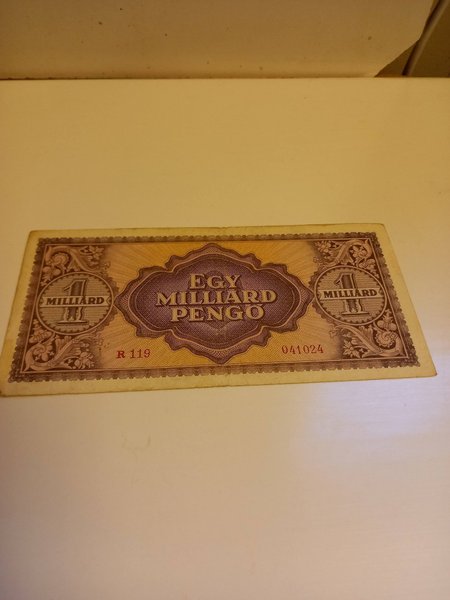 EGY
MILLIÁRD
PENGŐ
1
MILLIÁRD
1
MILLIÁRD
R 119
041024